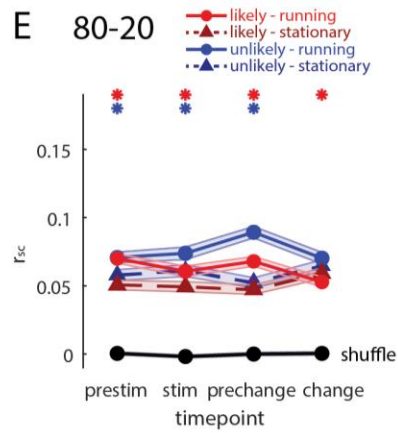 E 80-20
likely - running
likely - stationary
unlikely - running
unlikely - stationary
* * * *
* * *
0.15
0.1
0.05
0
r_sc
shuffle
prestim stim prechange change
timepoint